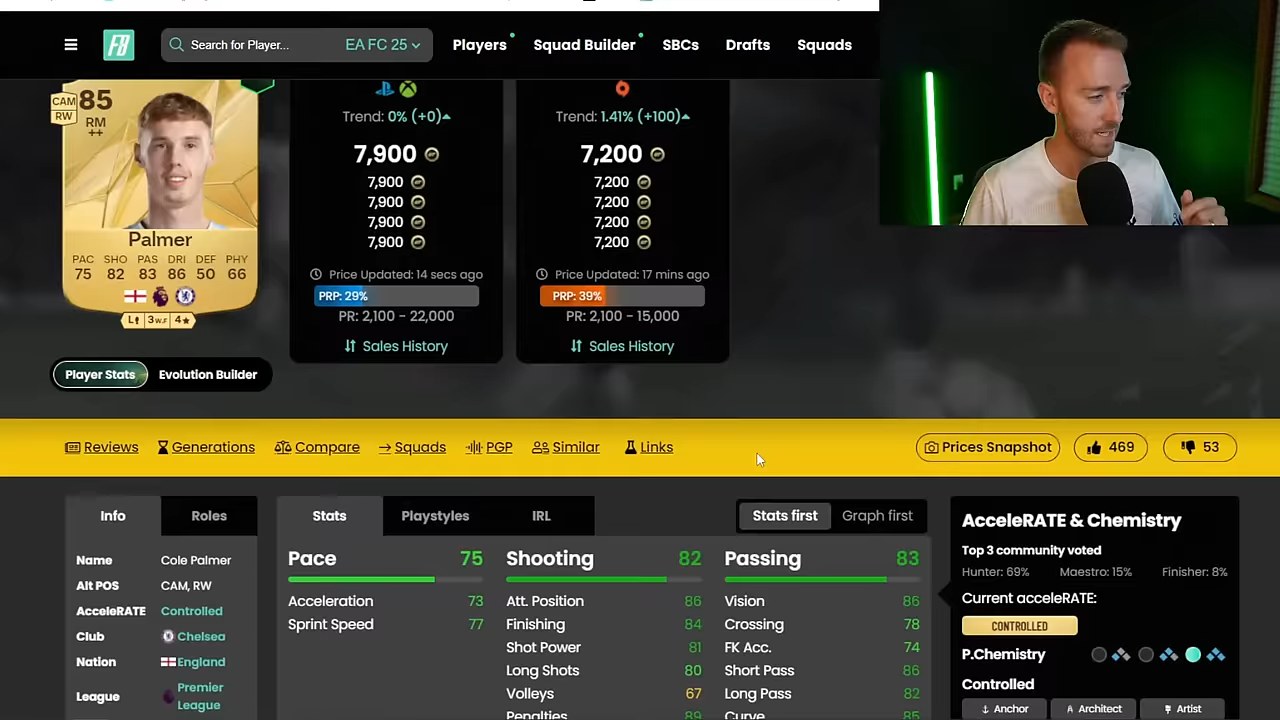 FB
Search for Player...
EA FC 25
Players
Squad Builder
SBCs
Drafts
Squads
CAM
RW
85
RM
++
Palmer
PAC SHO PAS DRI DEF PHY
75 82 83 86 50 66
L 3 W.F 4★
Trend: 0% (+0)
7,900
7,900
7,900
7,900
7,900
Price Updated: 14 secs ago
PRP: 29%
PR: 2,100 - 22,000
Sales History
Trend: 1.41% (+100)
7,200
7,200
7,200
7,200
7,200
Price Updated: 17 mins ago
PRP: 39%
PR: 2,100 - 15,000
Sales History
Player Stats
Evolution Builder
Reviews
Generations
Compare
Squads
PGP
Similar
Links
Prices Snapshot
469
53
Info
Roles
Name Cole Palmer
Alt POS CAM, RW
AcceleRATE Controlled
Club Chelsea
Nation England
League Premier
League
Stats
Playstyles
IRL
Stats first
Graph first
Pace 75
Acceleration 73
Sprint Speed 77
Shooting 82
Att. Position 86
Finishing 84
Shot Power 81
Long Shots 80
Volleys 67
Penalties 89
Passing 83
Vision 86
Crossing 78
FK Acc. 74
Short Pass 86
Long Pass 82
Curve 85
AcceleRATE & Chemistry
Top 3 community voted
Hunter: 69% Maestro: 15% Finisher: 8%
Current acceleRATE:
CONTROLLED
P.Chemistry
Controlled
Anchor
Architect
Artist